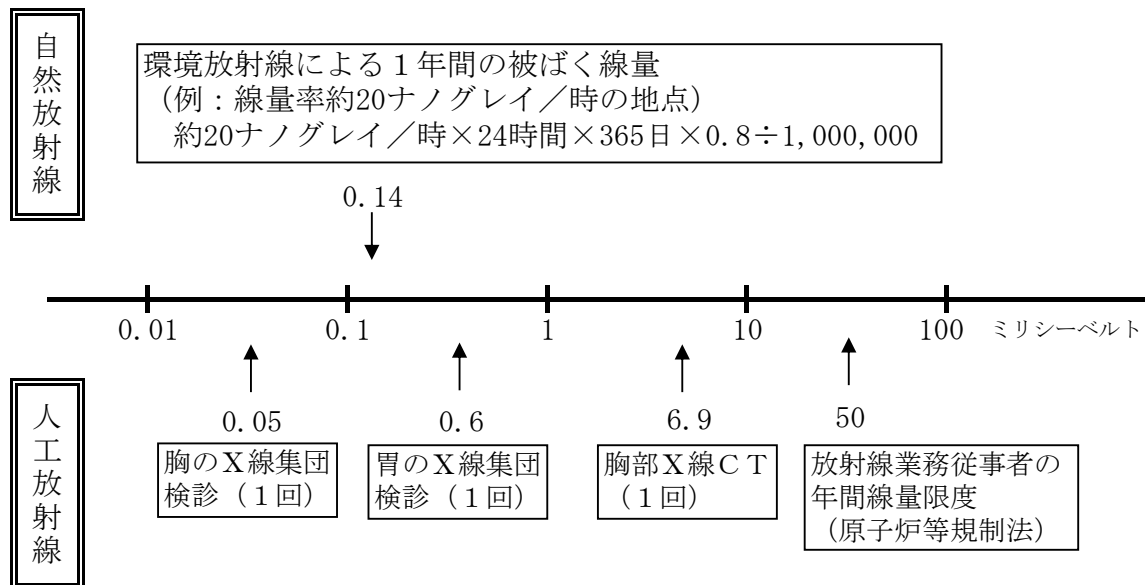 自然放射線
環境放射線による１年間の被ばく線量
（例：線量率約20ナノグレイ／時の地点）
約20ナノグレイ／時×24時間×365日×0.8÷1,000,000
0.14
0.01
0.1
1
10
100
ミリシーベルト
人工放射線
0.05
胸のＸ線集団
検診（１回）
0.6
胃のＸ線集団
検診（１回）
6.9
胸部Ｘ線ＣＴ
（１回）
50
放射線業務従事者の
年間線量限度
（原子炉等規制法）